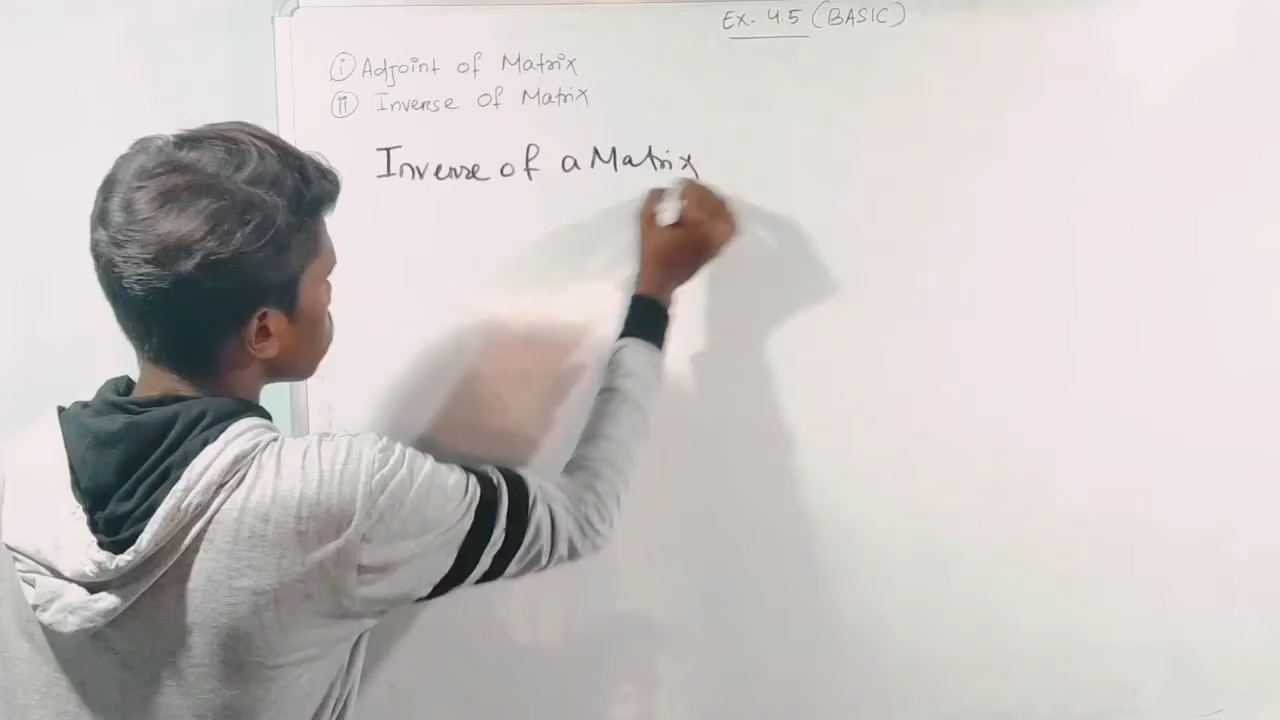 Ex- 4.5 (BASIC)
(i) Adjoint of Matrix
(ii) Inverse of Matrix
Inverse of a Matrix